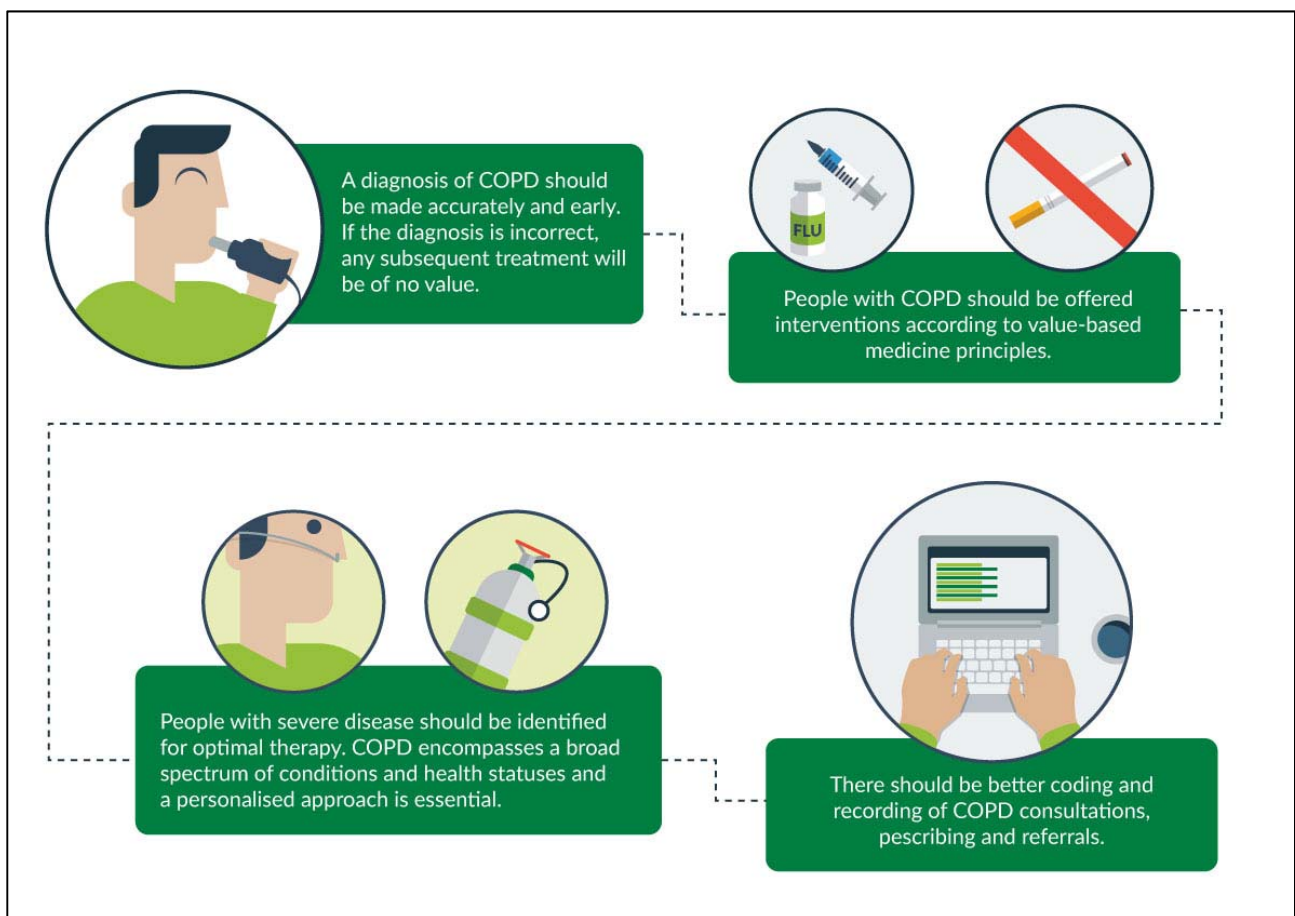 A diagnosis of COPD should
be made accurately and early.
If the diagnosis is incorrect,
any subsequent treatment will
be of no value.
FLU
People with COPD should be offered
interventions according to value-based
medicine principles.
People with severe disease should be identified
for optimal therapy. COPD encompasses a broad
spectrum of conditions and health statuses and
a personalised approach is essential.
There should be better coding and
recording of COPD consultations,
pescribing and referrals.